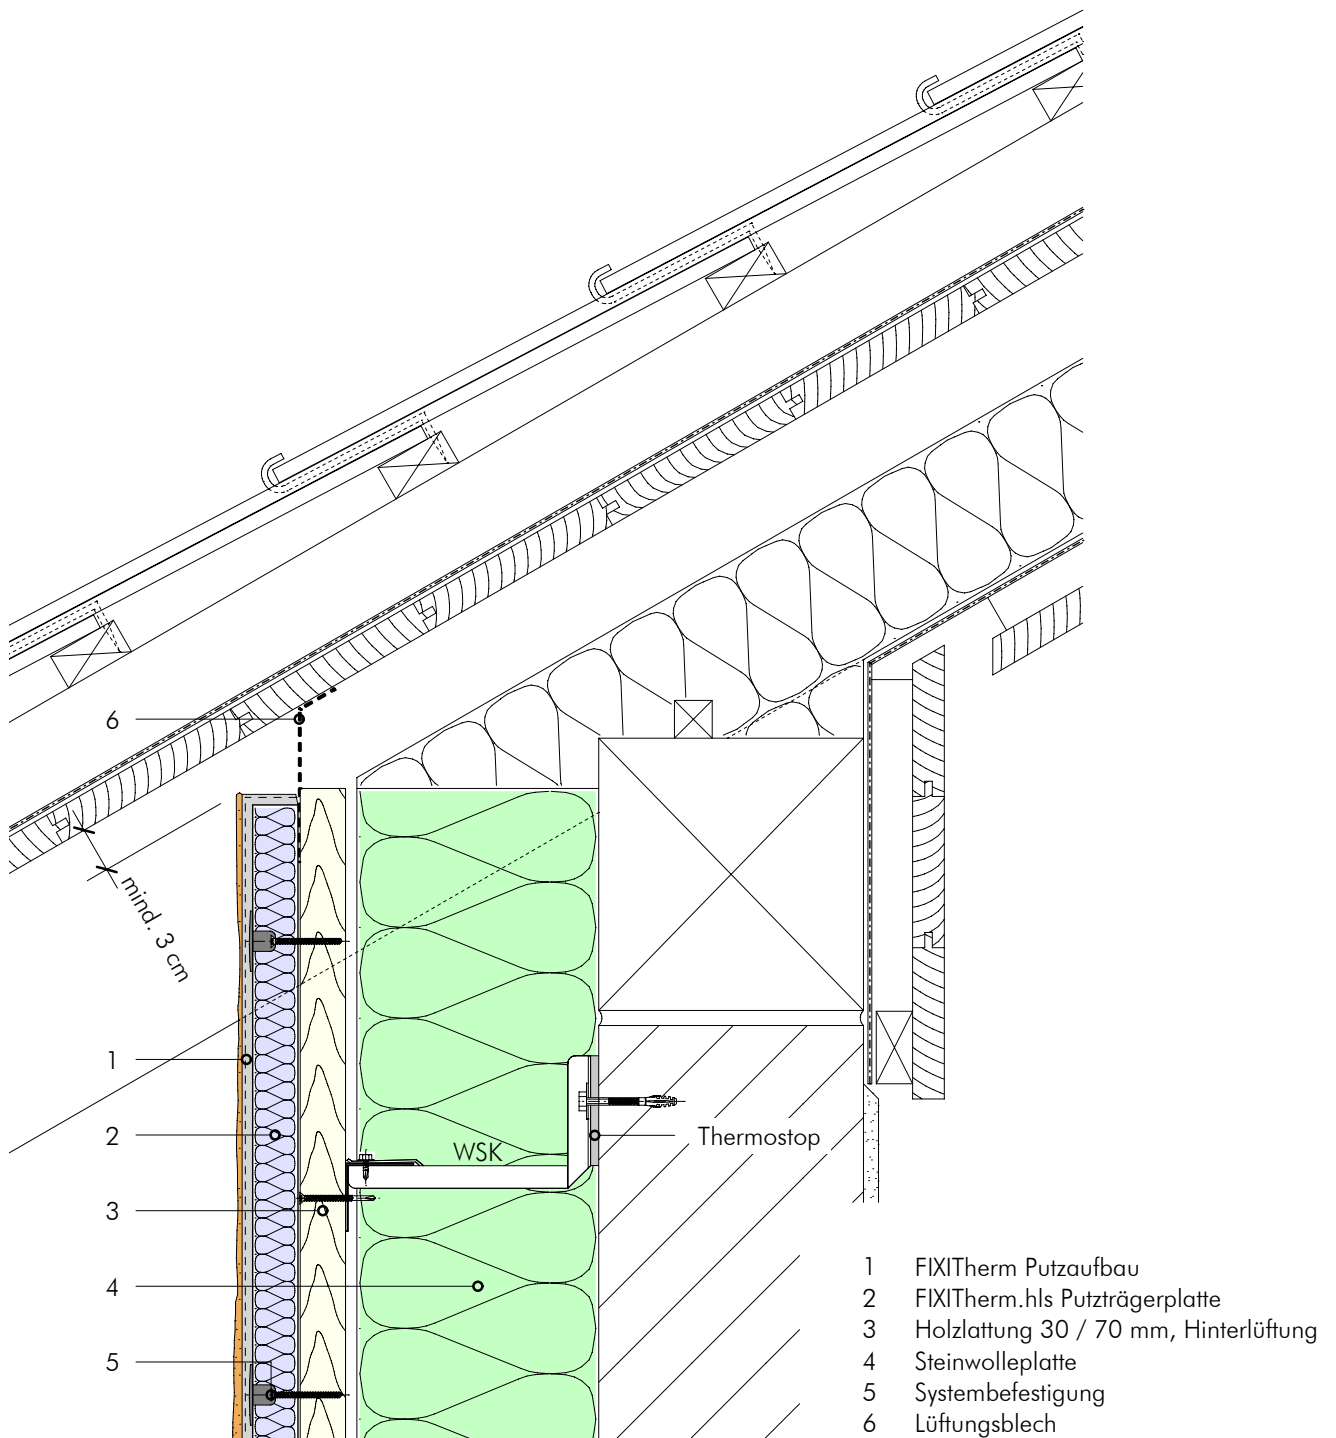 6
mind. 3 cm
1
2
WSK
Thermostop
3
4
5
1 FIXITherm Putzaufbau
2 FIXITherm.hls Putzträgerplatte
3 Holzlattung 30 / 70 mm, Hinterlüftung
4 Steinwolleplatte
5 Systembefestigung
6 Lüftungsblech